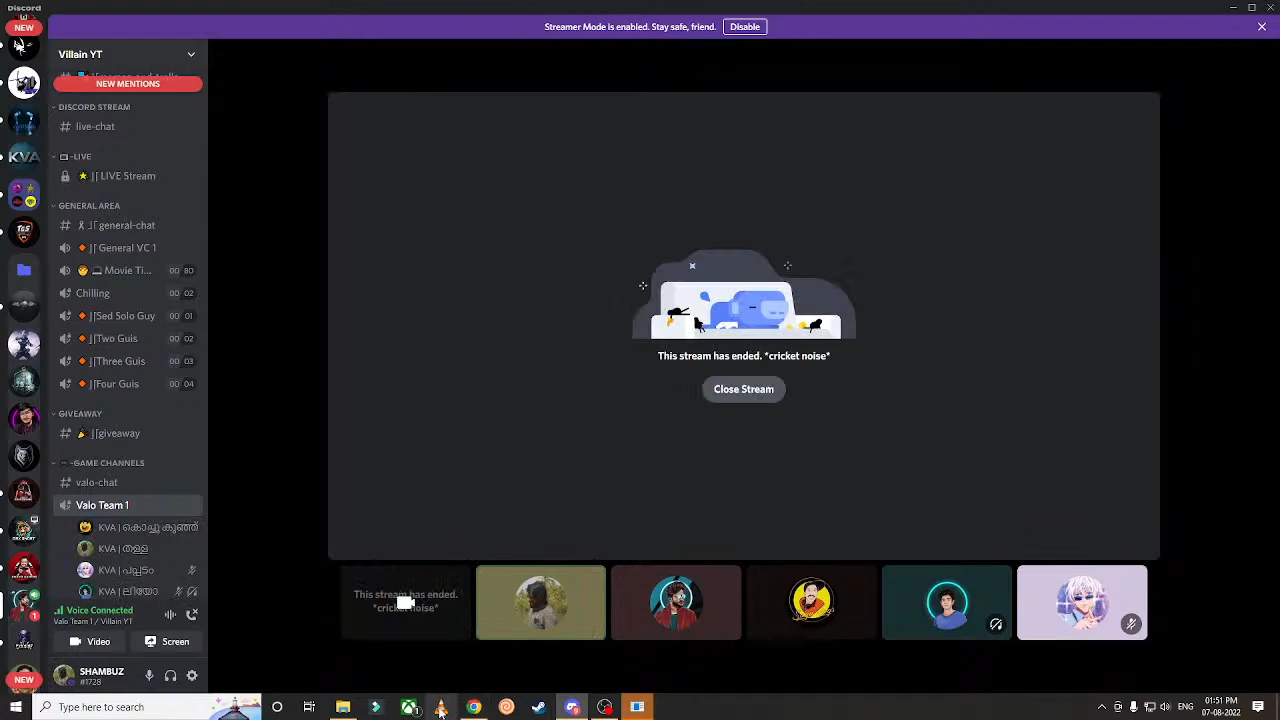 Discord
NEW
Streamer Mode is enabled. Stay safe, friend.
Disable
Villain YT
NEW MENTIONS
DISCORD STREAM
live-chat
-LIVE
][LIVE Stream
GENERAL AREA
][general-chat
][General VC 1
Movie Ti...
00 80
Chilling
00 02
][Sed Solo Guy
00 01
][Two Guis
00 02
][Three Guis
00 03
][Four Guis
00 04
GIVEAWAY
][giveaway
-GAME CHANNELS
valo-chat
Valo Team 1
KVA |
KVA |
KVA |
KVA |
Voice Connected
Valo Team 1 / Villain YT
Video
Screen
NEW
SHAMBUZ
#1728
KVA
TGS
This stream has ended. *cricket noise*
Close Stream
This stream has ended.
*cricket noise*
Type here to search
01:51 PM
07-08-2022